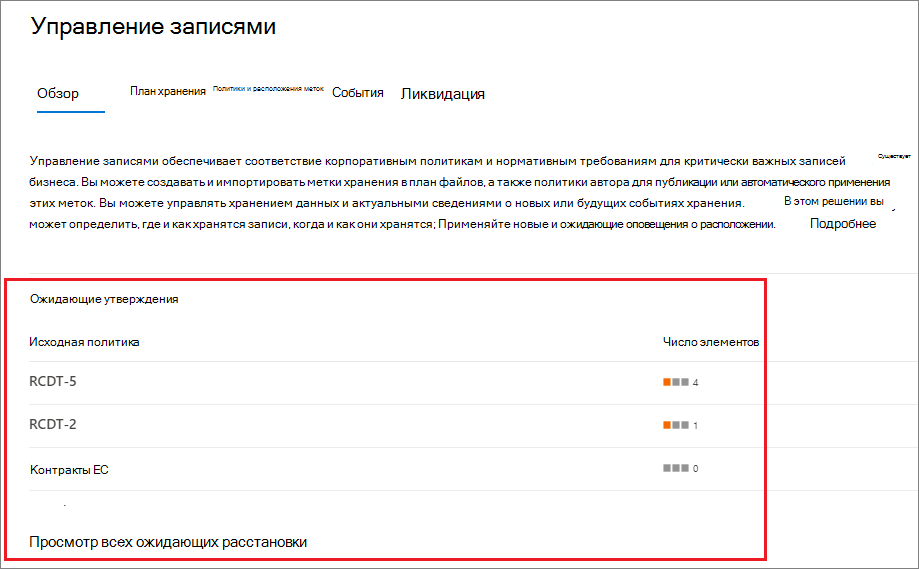 Управление записями
Обзор План хранения Политики и расположения меток События Ликвидация
Управление записями обеспечивает соответствие корпоративным политикам и нормативным требованиям для критически важных записей Существует
бизнеса. Вы можете создавать и импортировать метки хранения в план файлов, а также политики автора для публикации или автоматического применения
этих меток. Вы можете управлять хранением данных и актуальными сведениями о новых или будущих событиях хранения. В этом решении вы
может определить, где и как хранятся записи, когда и как они хранятся; Применяйте новые и ожидающие оповещения о расположении. Подробнее
Ожидающие утверждения
Исходная политика Число элементов
RCDT-5 4
RCDT-2 1
Контракты ЕС 0
Просмотр всех ожидающих расстановки